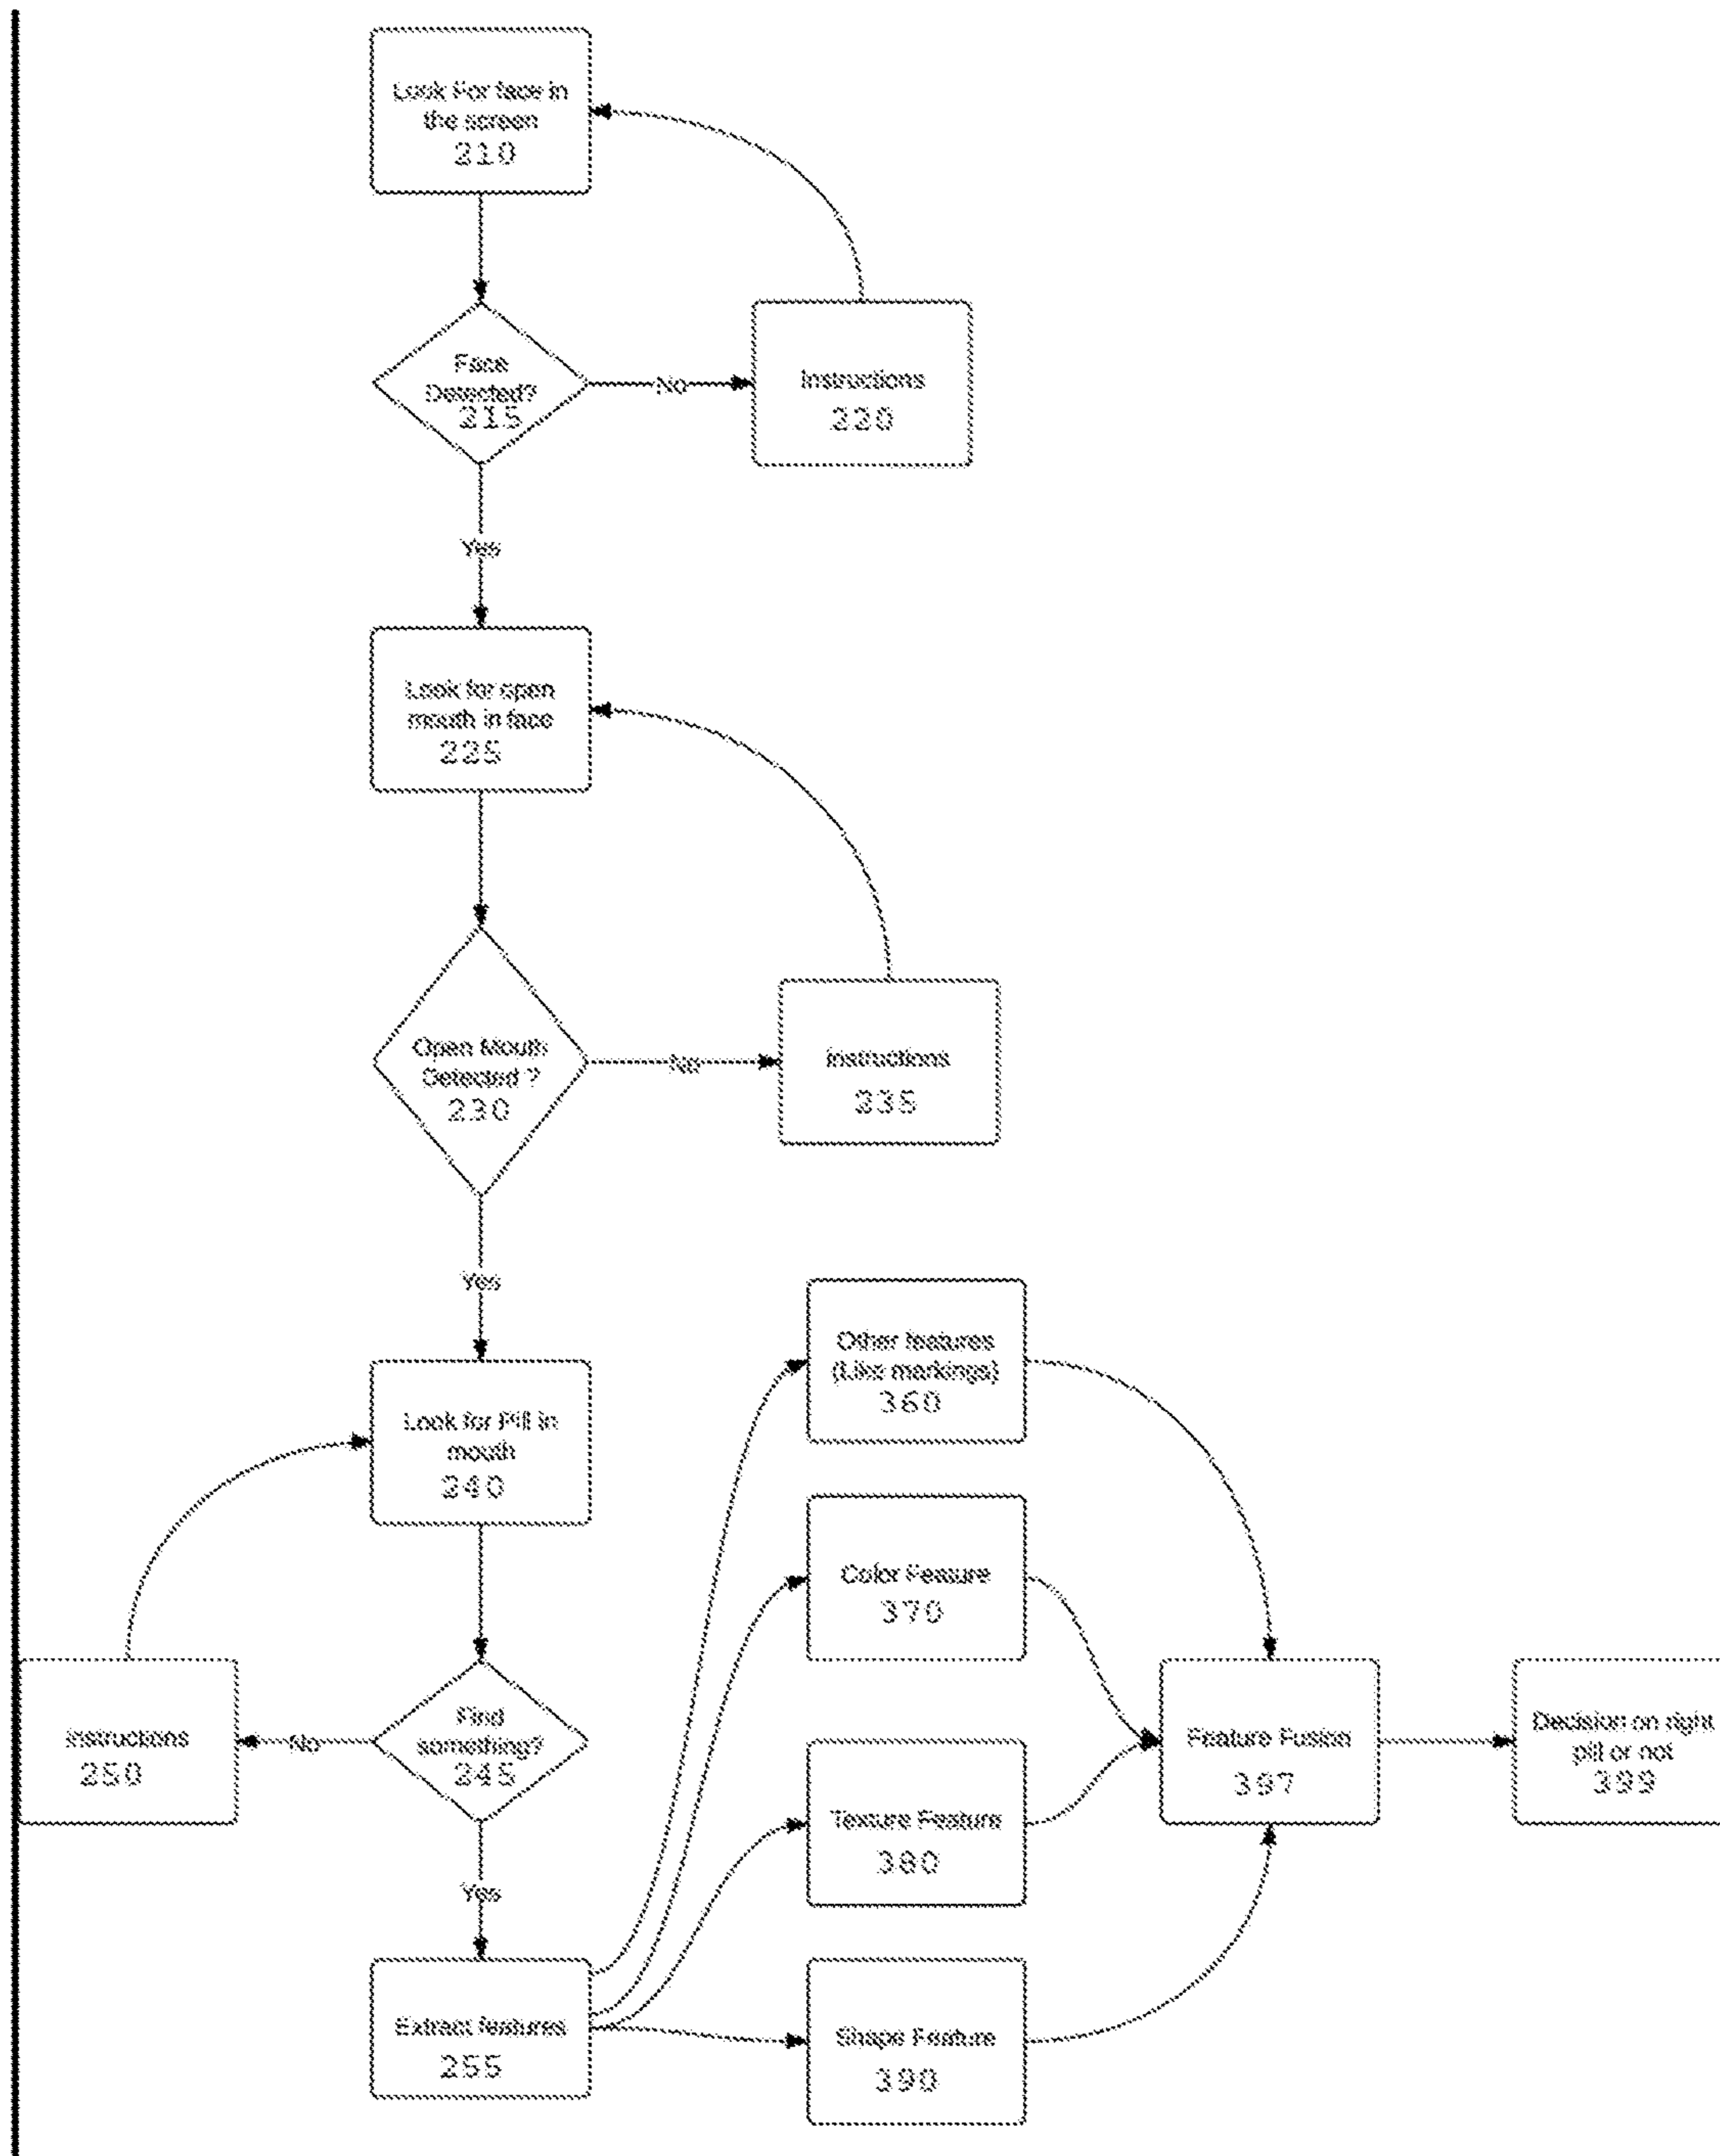 Look For face in
the screen
210
Face
Detected?
215
No
Instructions
220
Yes
Look for open
mouth in face
225
Open Mouth
Detected ?
230
No
Instructions
235
Yes
Look for Pill in
mouth
240
Find
something?
245
No
Instructions
250
Yes
Extract features
255
Other features
(Like markings)
360
Color Feature
370
Texture Feature
380
Shape Feature
390
Feature Fusion
397
Decision on right
pill or not
399